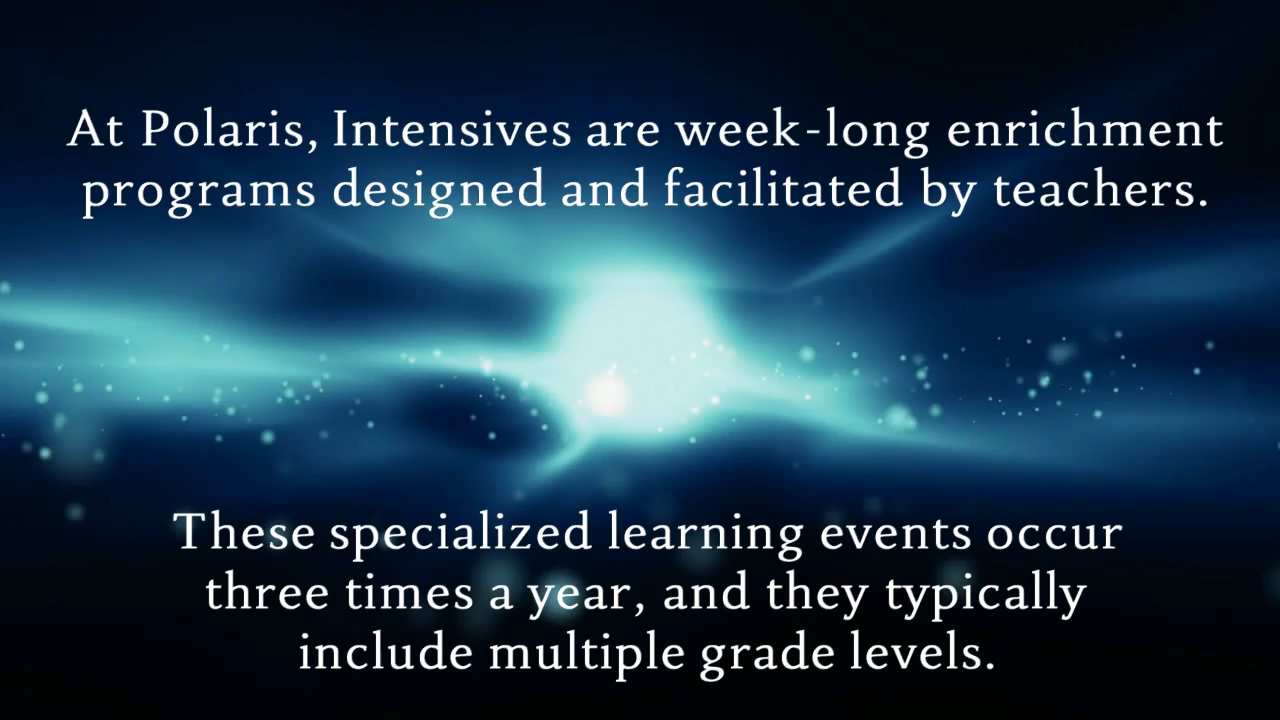 At Polaris, Intensives are week-long enrichment
programs designed and facilitated by teachers.
These specialized learning events occur
three times a year, and they typically
include multiple grade levels.